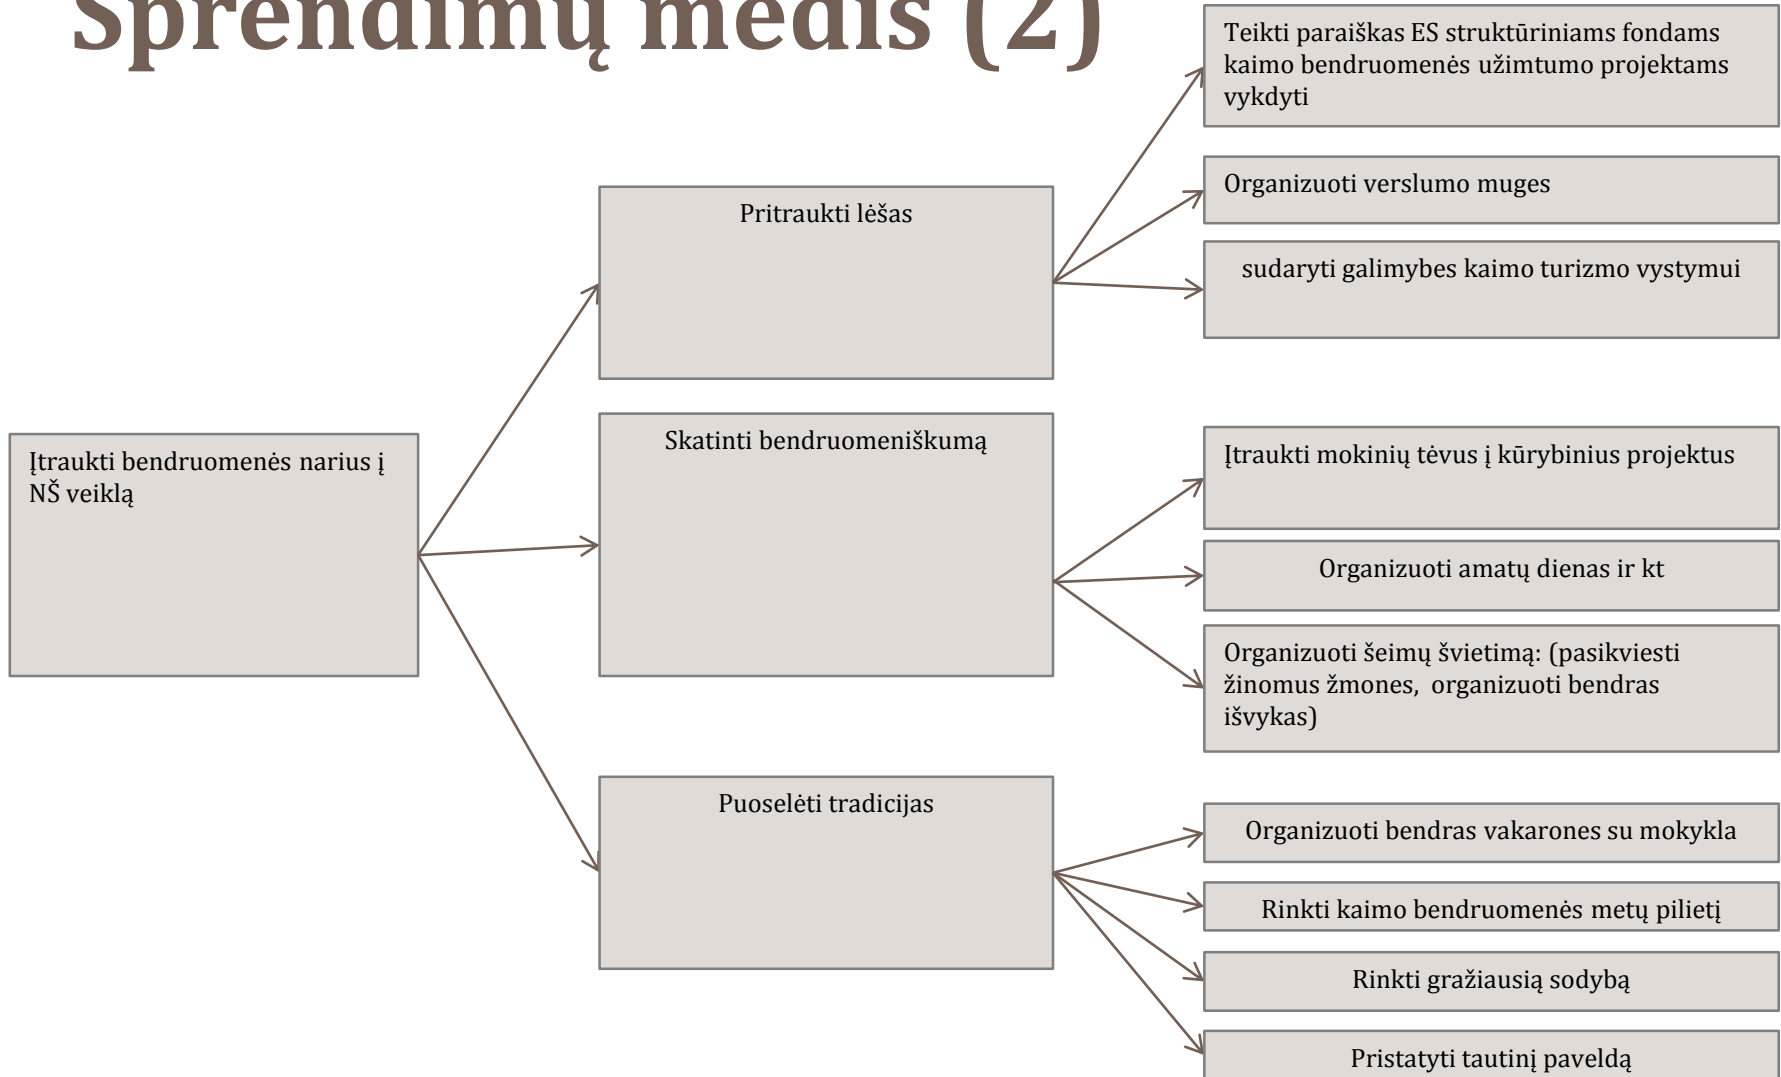 Sprendimų medis (2)
Teikti paraiškas ES struktūriniams fondams
kaimo bendruomenės užimtumo projektams
vykdyti
Organizuoti verslumo muges
Pritraukti lėšas
sudaryti galimybes kaimo turizmo vystymui
Skatinti bendruomeniškumą
Įtraukti bendruomenės narius į
NŠ veiklą
Įtraukti mokinių tėvus į kūrybinius projektus
Organizuoti amatų dienas ir kt
Organizuoti šeimų švietimą: (pasikviesti
žinomus žmones,  organizuoti bendras
išvykas)
Puoselėti tradicijas
Organizuoti bendras vakarones su mokykla
Rinkti kaimo bendruomenės metų pilietį
Rinkti gražiausią sodybą
Pristatyti tautinį paveldą